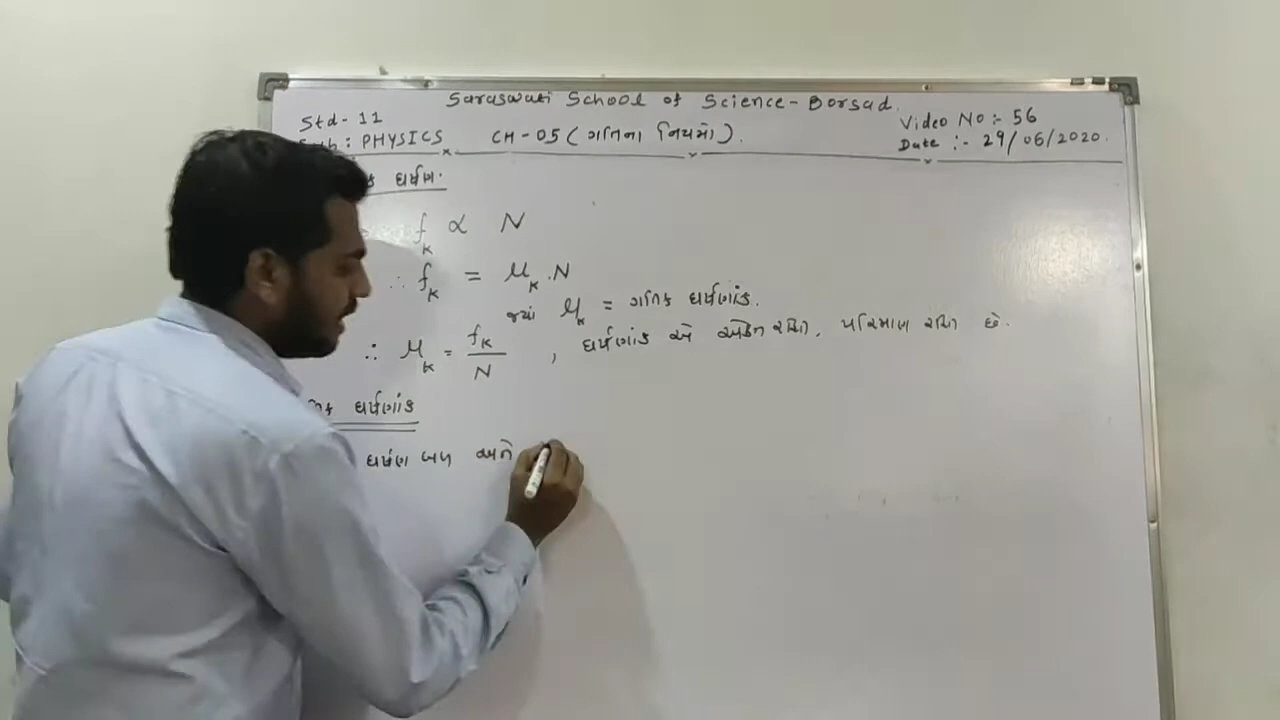 Saraswati School of Science - Borsad.
Std - 11
: PHYSICS
CH - 05 ( ગતિના નિયમો ).
Video No :- 56
Date :- 29/06/2020.
ક ઘર્ષણ.
f_k ∝ N
∴ f_k = μ_k . N
જ્યાં μ_k = ગતિક ઘર્ષણાંક.
∴ μ_k = f_k / N , ઘર્ષણાંક એ પરિમાણ રહિત છે.
ક ઘર્ષણાંક
ઘર્ષણ બળ અને